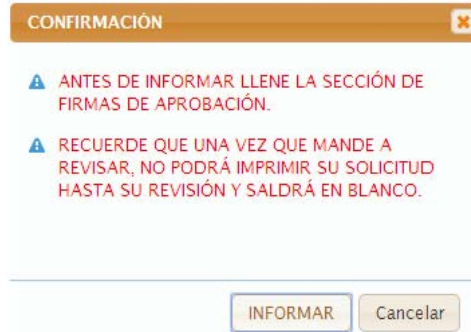 CONFIRMACIÓN
ANTES DE INFORMAR LLENE LA SECCIÓN DE
FIRMAS DE APROBACIÓN.
RECUERDE QUE UNA VEZ QUE MANDE A
REVISAR, NO PODRÁ IMPRIMIR SU SOLICITUD
HASTA SU REVISIÓN Y SALDRÁ EN BLANCO.
INFORMAR Cancelar